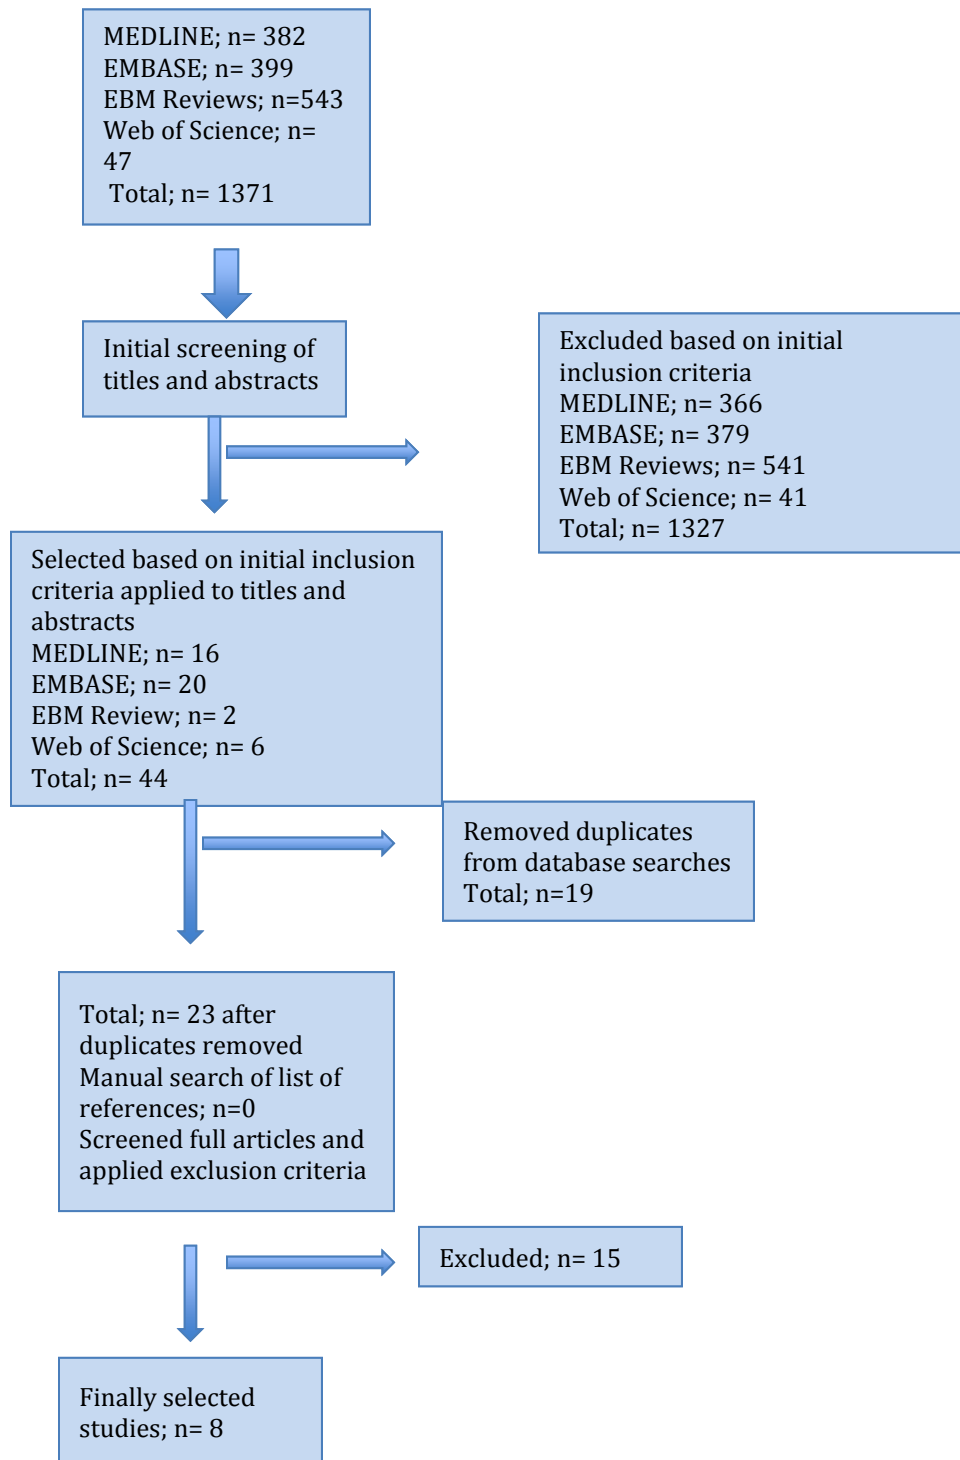 MEDLINE; n= 382
EMBASE; n= 399
EBM Reviews; n=543
Web of Science; n=
47
Total; n= 1371
Initial screening of
titles and abstracts
Excluded based on initial
inclusion criteria
MEDLINE; n= 366
EMBASE; n= 379
EBM Reviews; n= 541
Web of Science; n= 41
Total; n= 1327
Selected based on initial inclusion
criteria applied to titles and
abstracts
MEDLINE; n= 16
EMBASE; n= 20
EBM Review; n= 2
Web of Science; n= 6
Total; n= 44
Removed duplicates
from database searches
Total; n=19
Total; n= 23 after
duplicates removed
Manual search of list of
references; n=0
Screened full articles and
applied exclusion criteria
Excluded; n= 15
Finally selected
studies; n= 8